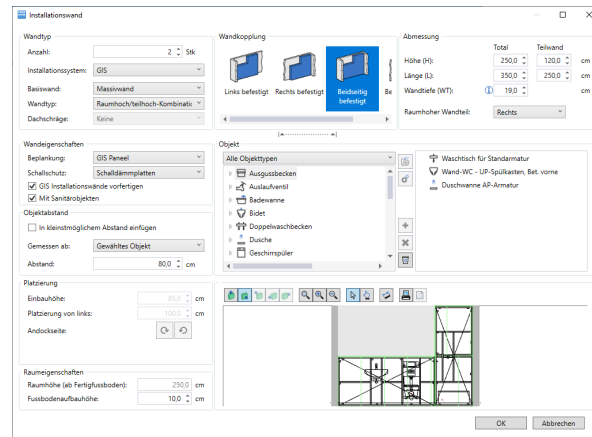 Installationswand
Wandtyp
Anzahl: 2 Stk
Installationssystem: GIS
Basiswand: Massivwand
Wandtyp: Raumhoch/teilhoch-Kombinatic
Dachschräge: Keine
Wandkopplung
Links befestigt Rechts befestigt Beidseitig befestigt Be
Abmessung
Total Teilwand
Höhe (H): 250,0 120,0 cm
Länge (L): 350,0 250,0 cm
Wandtiefe (WT): 19,0 cm
Raumhoher Wandteil: Rechts
Wandeigenschaften
Beplankung: GIS Paneel
Schallschutz: Schalldämmplatten
GIS Installationswände vorfertigen
Mit Sanitärobjekten
Objektabstand
In kleinstmöglichem Abstand einfügen
Gemessen ab: Gewähltes Objekt
Abstand: 80,0 cm
Objekt
Alle Objekttypen
Ausgussbecken
Auslaufventil
Badewanne
Bidet
Doppelwaschbecken
Dusche
Geschirrspüler
Waschtisch für Standarmatur
Wand-WC - UP-Spülkasten, Bet. vorne
Duschwanne AP-Armatur
Platzierung
Einbauhöhe: 85,0 cm
Platzierung von links: 100,0 cm
Andockseite:
Raumeigenschaften
Raumhöhe (ab Fertigfussboden): 250,0 cm
Fussbodenaufbauhöhe: 10,0 cm
OK Abbrechen